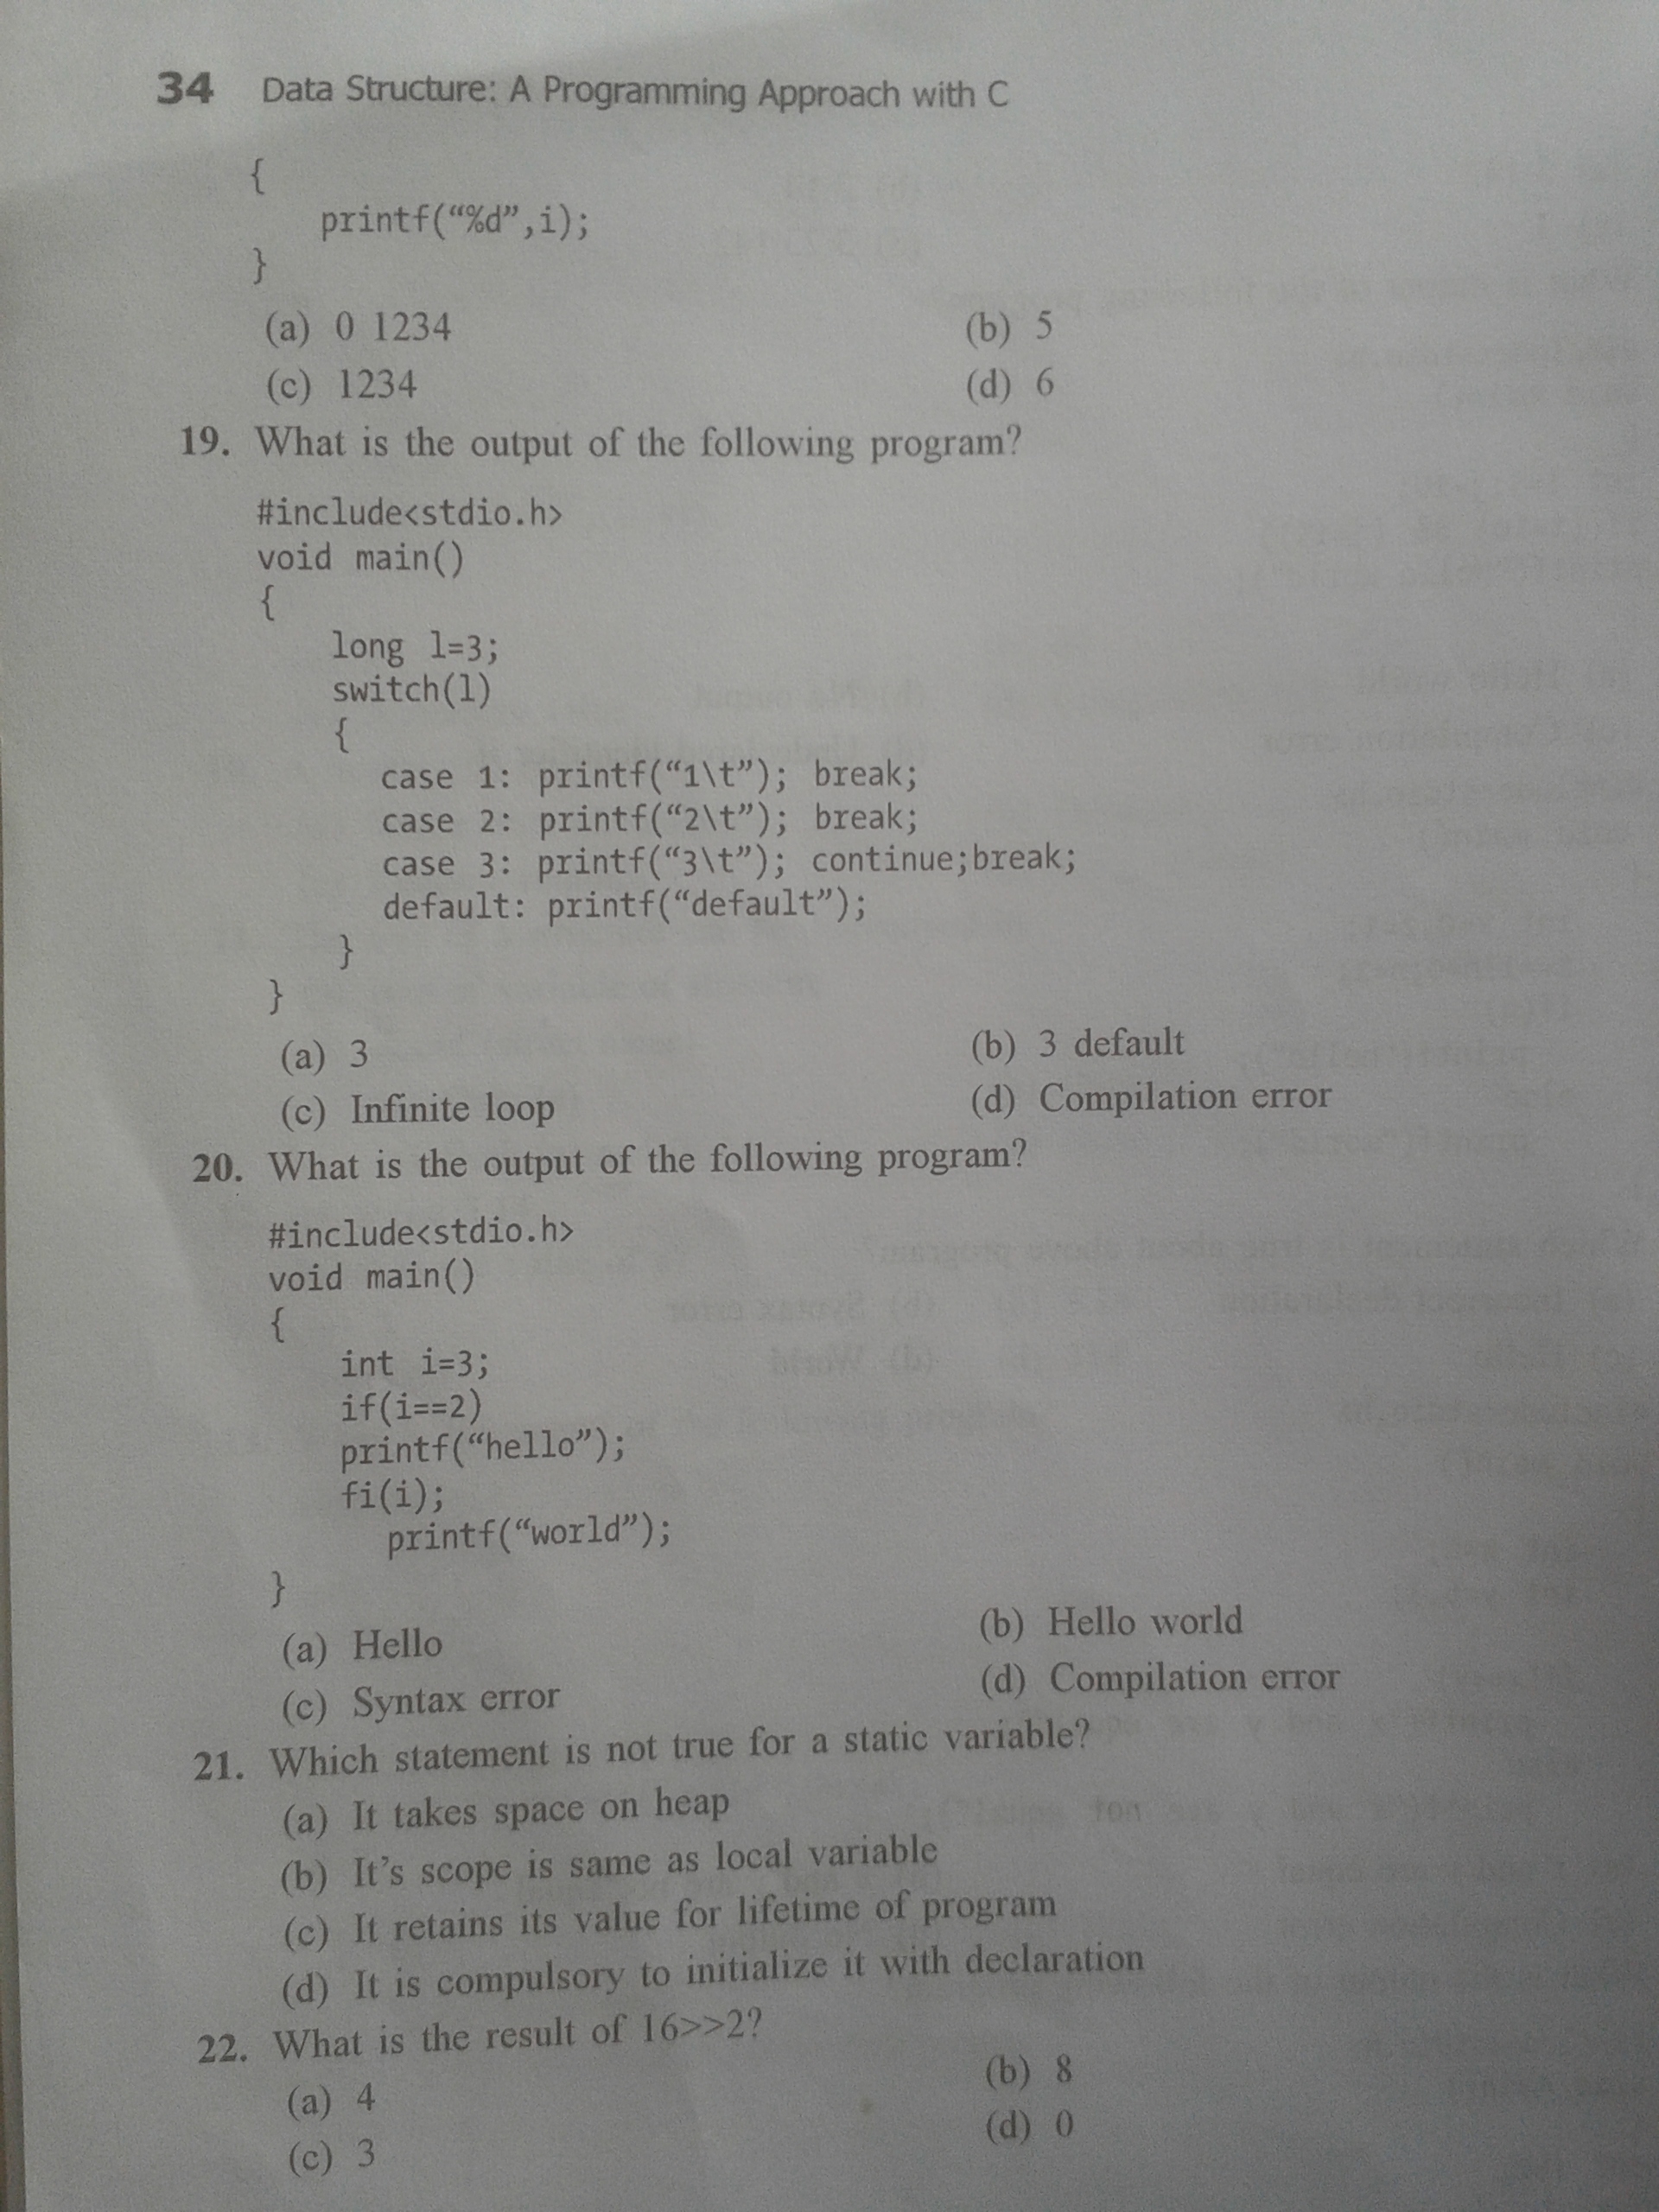 34 Data Structure: A Programming Approach with C
{
printf(“%d”,i);
}
(a) 0 1234 (b) 5
(c) 1234 (d) 6
19. What is the output of the following program?
#include<stdio.h>
void main()
{
long l=3;
switch(l)
{
case 1: printf(“1\t”); break;
case 2: printf(“2\t”); break;
case 3: printf(“3\t”); continue;break;
default: printf(“default”);
}
}
(a) 3 (b) 3 default
(c) Infinite loop (d) Compilation error
20. What is the output of the following program?
#include<stdio.h>
void main()
{
int i=3;
if(i==2)
printf(“hello”);
fi(i);
printf(“world”);
}
(a) Hello (b) Hello world
(c) Syntax error (d) Compilation error
21. Which statement is not true for a static variable?
(a) It takes space on heap
(b) It’s scope is same as local variable
(c) It retains its value for lifetime of program
(d) It is compulsory to initialize it with declaration
22. What is the result of 16>>2?
(a) 4 (b) 8
(c) 3 (d) 0